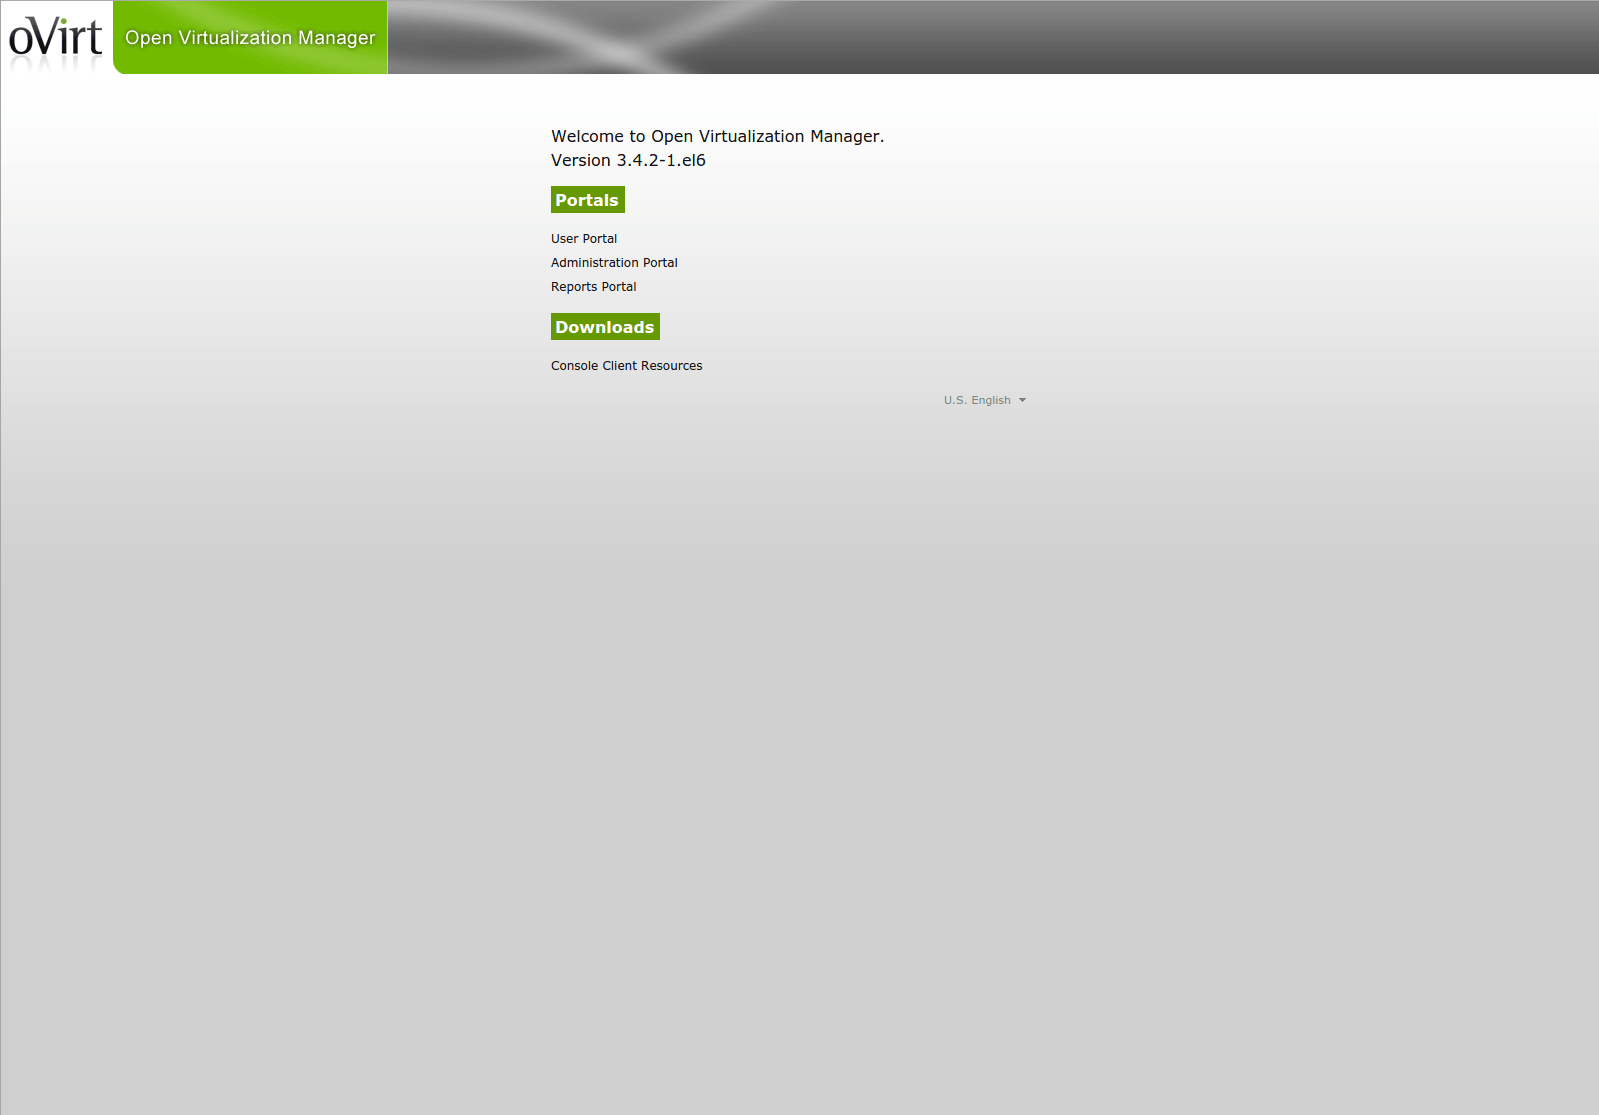 oVirt
Open Virtualization Manager
Welcome to Open Virtualization Manager.
Version 3.4.2-1.el6
Portals
User Portal
Administration Portal
Reports Portal
Downloads
Console Client Resources
U.S. English